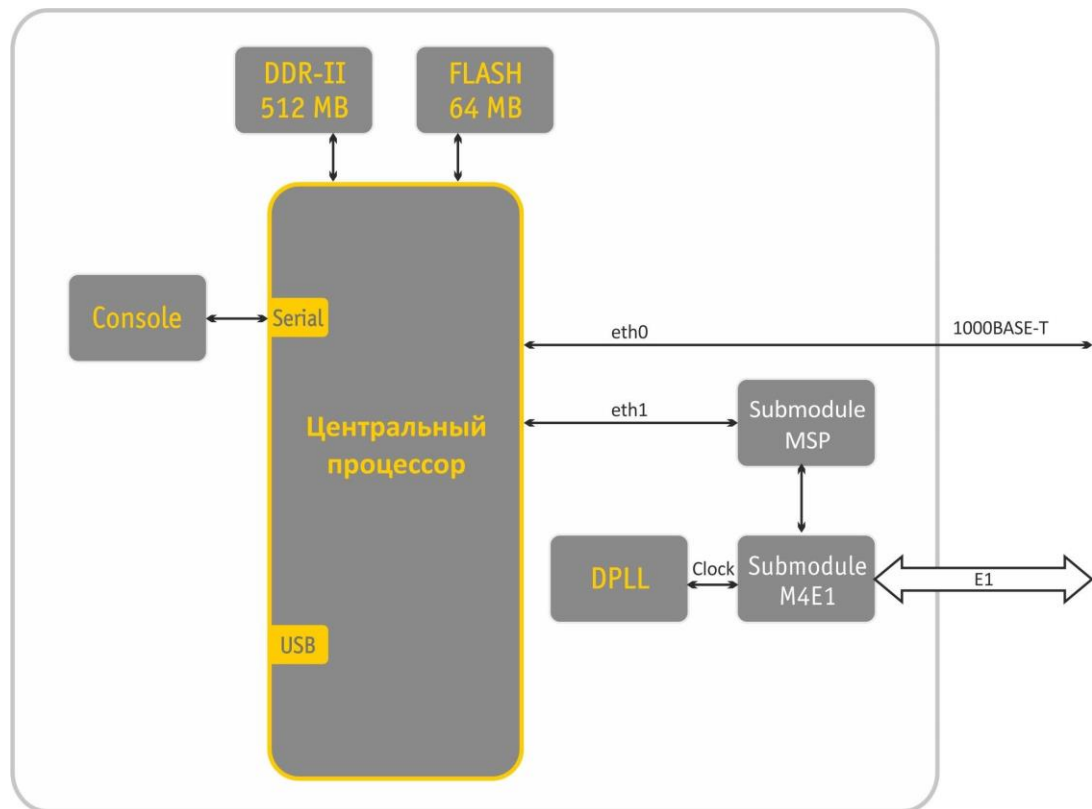 DDR-II
512 MB
FLASH
64 MB
Console
Serial
eth0
1000BASE-T
eth1
Submodule
MSP
Центральный
процессор
DPLL
Clock
Submodule
M4E1
E1
USB